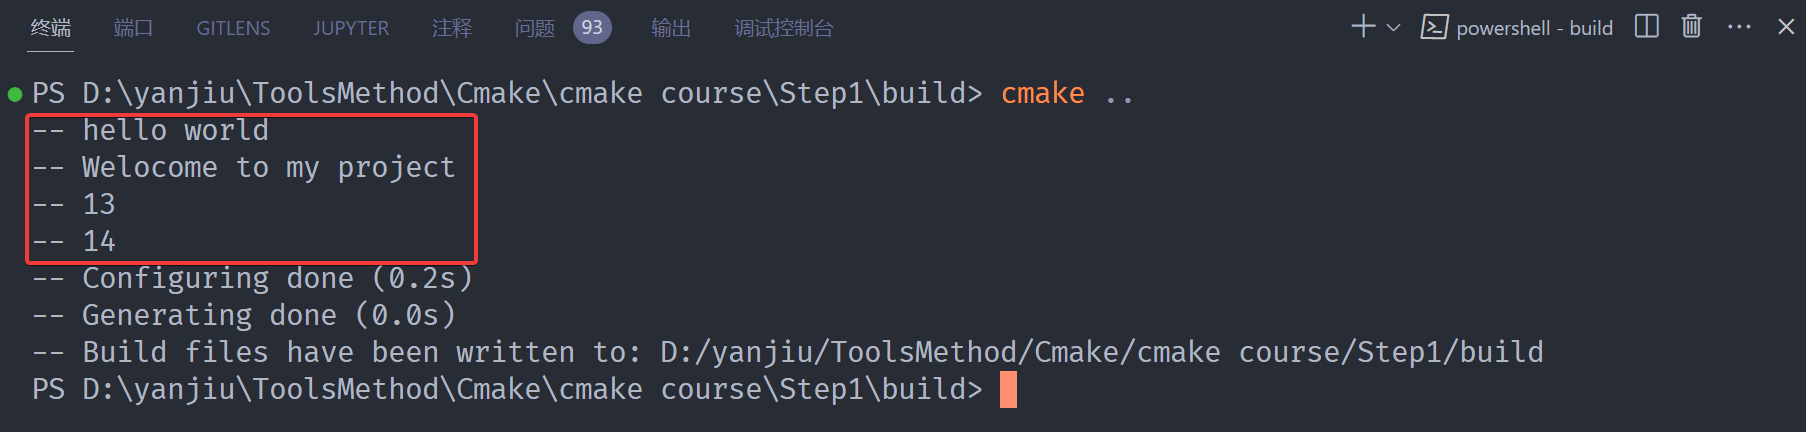 终端 端口 GITLENS JUPYTER 注释 问题 93 输出 调试控制台 powershell - build
PS D:\yanjiu\ToolsMethod\Cmake\cmake course\Step1\build> cmake ..
-- hello world
-- Welocome to my project
-- 13
-- 14
-- Configuring done (0.2s)
-- Generating done (0.0s)
-- Build files have been written to: D:/yanjiu/ToolsMethod/Cmake/cmake course/Step1/build
PS D:\yanjiu\ToolsMethod\Cmake\cmake course\Step1\build>